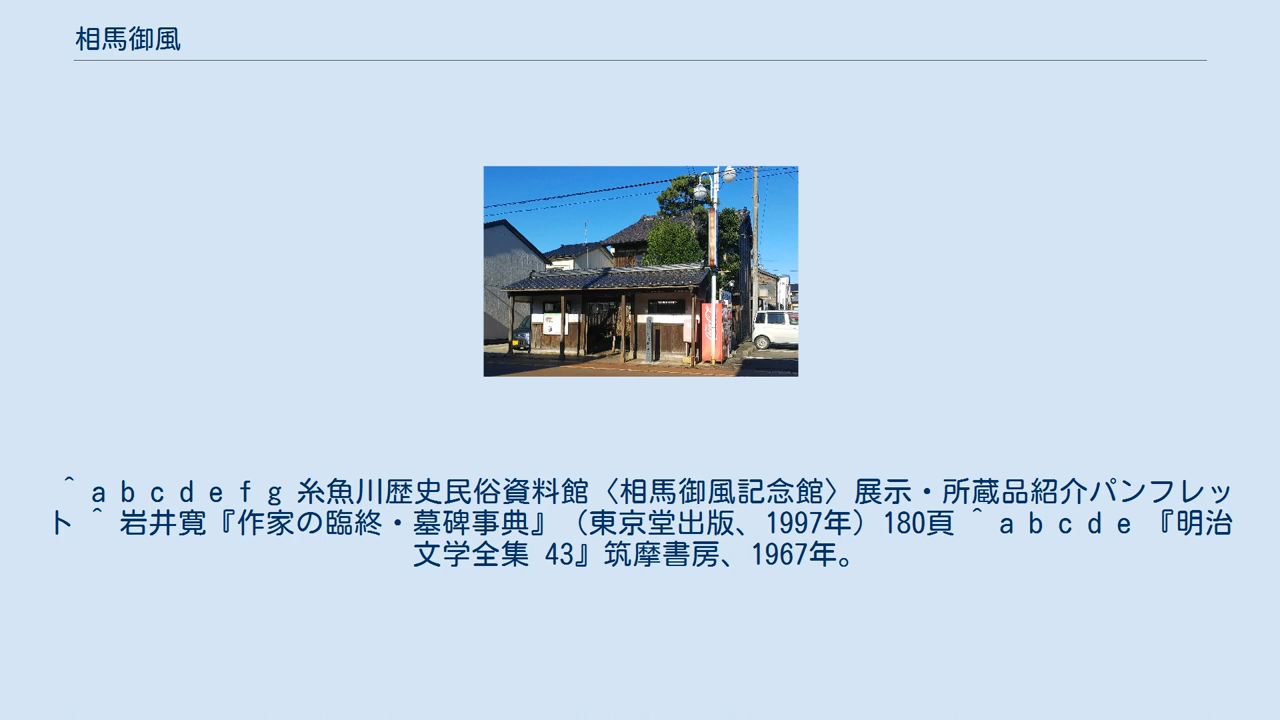 相馬御風
^ a b c d e f g 糸魚川歴史民俗資料館〈相馬御風記念館〉展示・所蔵品紹介パンフレッ
ト ^ 岩井寛『作家の臨終・墓碑事典』（東京堂出版、1997年）180頁 ^ a b c d e 『明治
文学全集 43』筑摩書房、1967年。